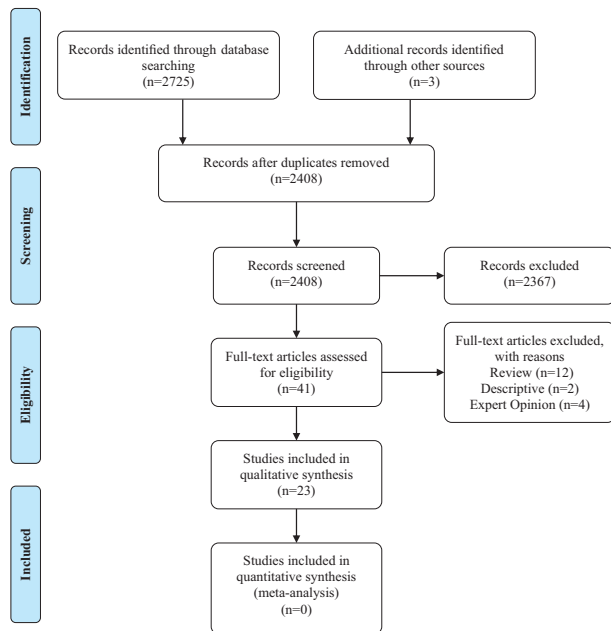 Identification
Records identified through database
searching
(n=2725)
Additional records identified
through other sources
(n=3)
Records after duplicates removed
(n=2408)
Screening
Records screened
(n=2408)
Records excluded
(n=2367)
Eligibility
Full-text articles assessed
for eligibility
(n=41)
Full-text articles excluded,
with reasons
Review (n=12)
Descriptive (n=2)
Expert Opinion (n=4)
Studies included in
qualitative synthesis
(n=23)
Included
Studies included in
quantitative synthesis
(meta-analysis)
(n=0)